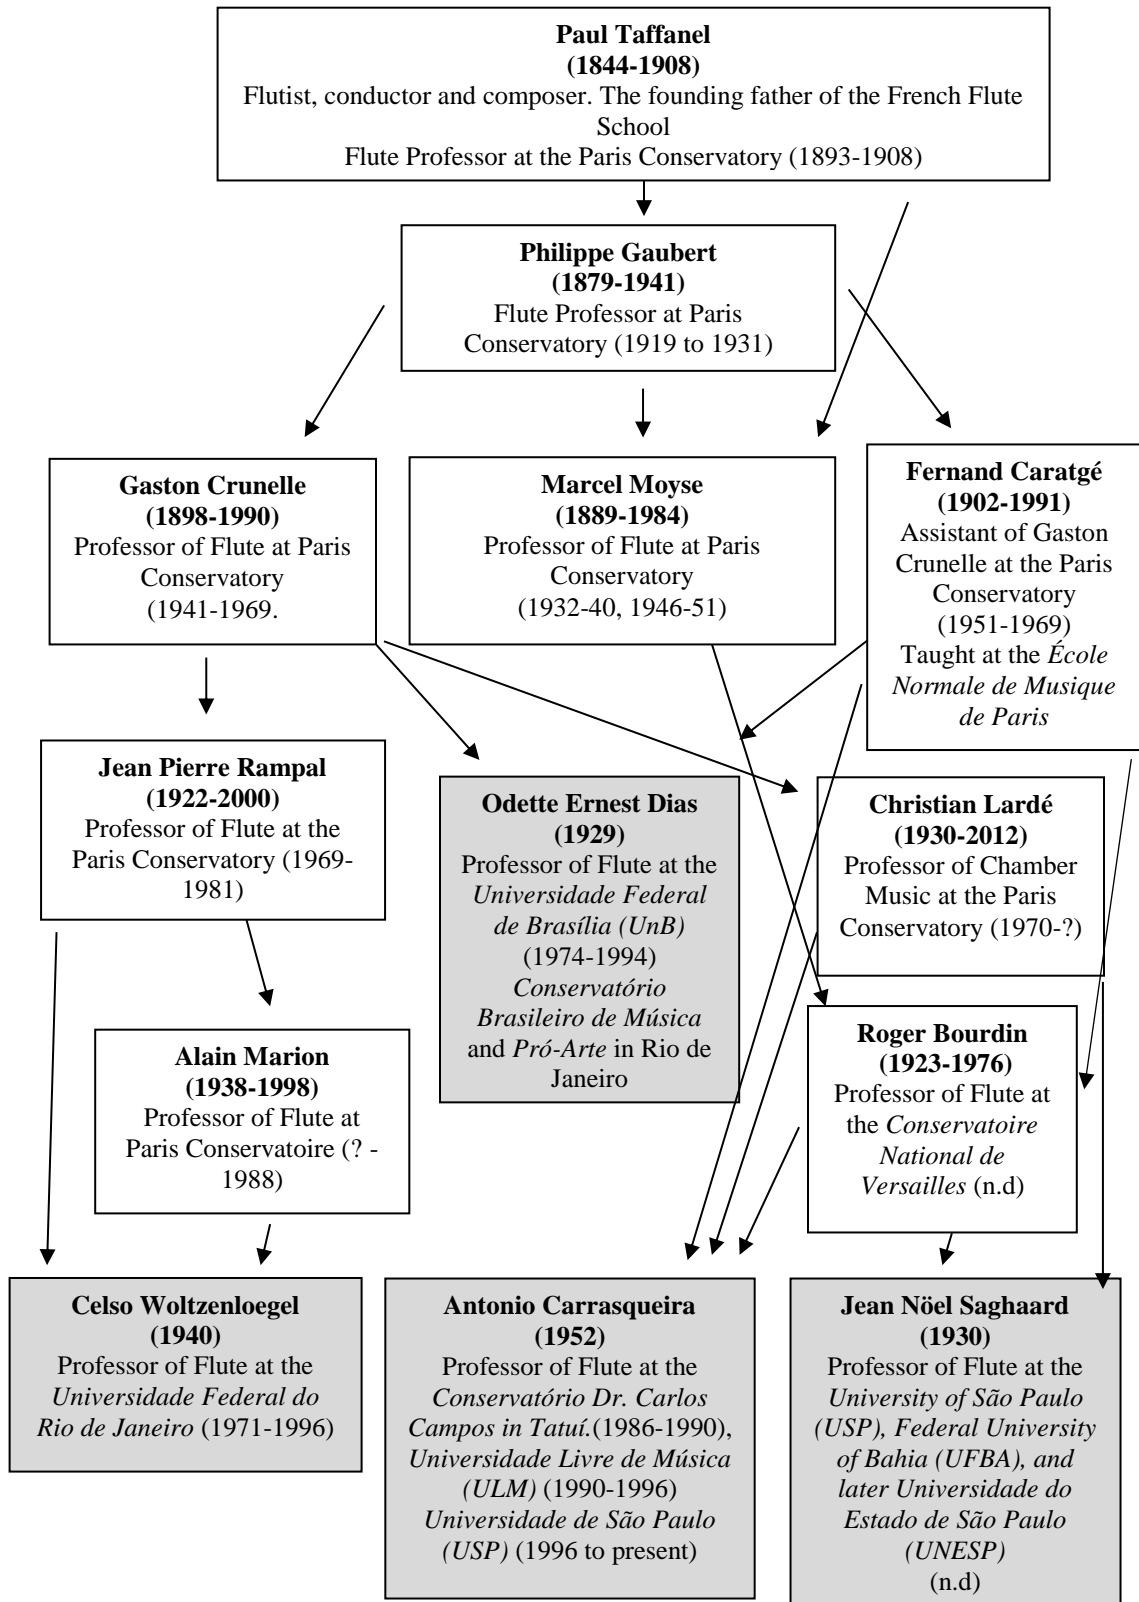 Paul Taffanel
(1844-1908)
Flutist, conductor and composer. The founding father of the French Flute
School
Flute Professor at the Paris Conservatory (1893-1908)
Philippe Gaubert
(1879-1941)
Flute Professor at Paris
Conservatory (1919 to 1931)
Gaston Crunelle
(1898-1990)
Professor of Flute at Paris
Conservatory
(1941-1969.
Marcel Moyse
(1889-1984)
Professor of Flute at Paris
Conservatory
(1932-40, 1946-51)
Fernand Caratgé
(1902-1991)
Assistant of Gaston
Crunelle at the Paris
Conservatory
(1951-1969)
Taught at the École
Normale de Musique
de Paris
Jean Pierre Rampal
(1922-2000)
Professor of Flute at the
Paris Conservatory (1969-
1981)
Odette Ernest Dias
(1929)
Professor of Flute at the
Universidade Federal
de Brasília (UnB)
(1974-1994)
Conservatório
Brasileiro de Música
and Pró-Arte in Rio de
Janeiro
Christian Lardé
(1930-2012)
Professor of Chamber
Music at the Paris
Conservatory (1970-?)
Alain Marion
(1938-1998)
Professor of Flute at
Paris Conservatoire (? -
1988)
Roger Bourdin
(1923-1976)
Professor of Flute at
the Conservatoire
National de
Versailles (n.d)
Celso Woltzenloegel
(1940)
Professor of Flute at the
Universidade Federal do
Rio de Janeiro (1971-1996)
Antonio Carrasqueira
(1952)
Professor of Flute at the
Conservatório Dr. Carlos
Campos in Tatuí.(1986-1990),
Universidade Livre de Música
(ULM) (1990-1996)
Universidade de São Paulo
(USP) (1996 to present)
Jean Nöel Saghaard
(1930)
Professor of Flute at the
University of São Paulo
(USP), Federal University
of Bahia (UFBA), and
later Universidade do
Estado de São Paulo
(UNESP)
(n.d)